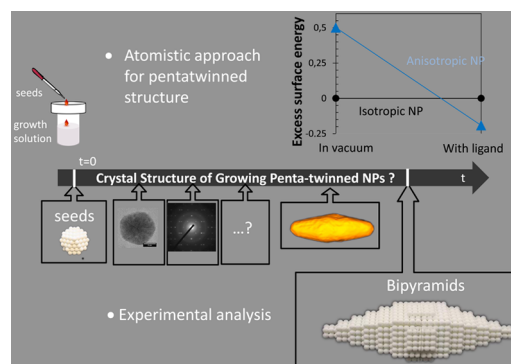 • Atomistic approach
for pentatwinned
structure
seeds
growth
solution
Excess surface energy
0,5
0,25
0
-0.25
Anisotropic NP
Isotropic NP
In vacuum
With ligand
t=0
Crystal Structure of Growing Penta-twinned NPs ?
t
seeds
...?
Bipyramids
• Experimental analysis